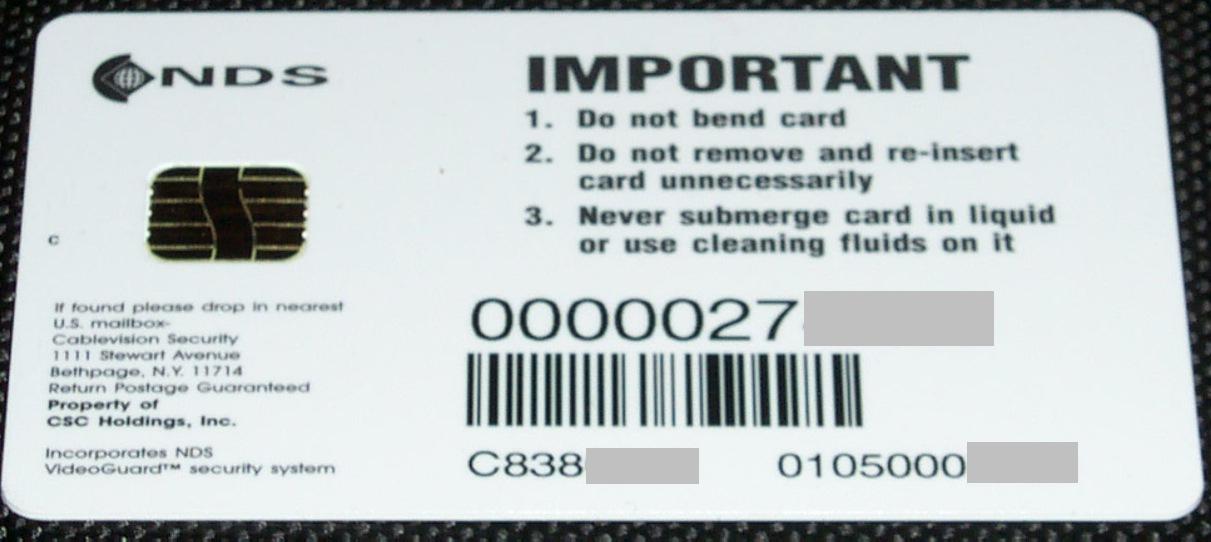 NDS
IMPORTANT
1. Do not bend card
2. Do not remove and re-insert
card unnecessarily
3. Never submerge card in liquid
or use cleaning fluids on it
C
If found please drop in nearest
U.S. mailbox-
Cablevision Security
1111 Stewart Avenue
Bethpage, N.Y. 11714
Return Postage Guaranteed
Property of
CSC Holdings, Inc.
Incorporates NDS
VideoGuard™ security system
0000027
C838
0105000